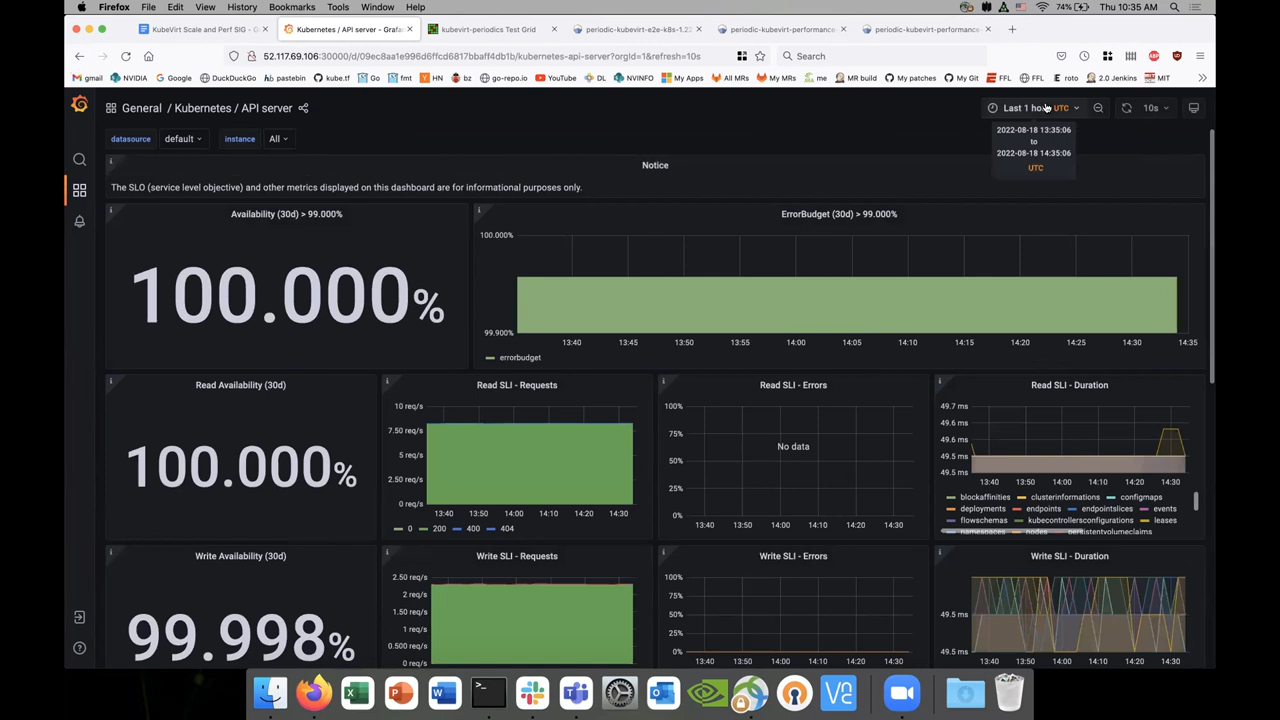 Firefox File Edit View History Bookmarks Tools Window Help 74% Thu 18 Aug 10:35 AM
KubeVirt Scale and Perf SIG - Kubernetes / API server - Grafa kubevirt-periodics Test Grid periodic-kubevirt-e2e-k8s-1.2 periodic-kubevirt-performance- periodic-kubevirt-performance-
52.117.69.106:30000/d/09ec8aa1e996d6ffcd6817bbaff4db1b/kubernetes-api-server?orgId=1&refresh=10s Search
gmail NVIDIA Google DuckDuckGo pastebin kube.tf Go fmt HN bz go-repo.io YouTube DL NVINFO My Apps All MRs My MRs me MR build My patches My Git FFL FFL roto 2.0 Jenkins MIT
General / Kubernetes / API server
Last 1 hour UTC 10s
2022-08-18 13:35:06
to
2022-08-18 14:35:06
UTC
datasource default instance All
Notice
The SLO (service level objective) and other metrics displayed on this dashboard are for informational purposes only.
Availability (30d) > 99.000%
100.000%
ErrorBudget (30d) > 99.000%
100.000%
99.900%
13:40 13:45 13:50 13:55 14:00 14:05 14:10 14:15 14:20 14:25 14:30 14:35
errorbudget
Read Availability (30d)
100.000%
Read SLI - Requests
10 req/s
7.50 req/s
5 req/s
2.50 req/s
0 req/s
13:40 13:50 14:00 14:10 14:20 14:30
0 200 400 404
Read SLI - Errors
100%
75%
50%
25%
0%
No data
13:40 13:50 14:00 14:10 14:20 14:30
Read SLI - Duration
49.7 ms
49.6 ms
49.6 ms
49.5 ms
49.5 ms
13:40 13:50 14:00 14:10 14:20 14:30
blockaffinities clusterinformations configmaps
deployments endpoints endpointslices events
flowschemas kubecontrollersconfigurations leases
namespaces nodes persistentvolumeclaims
Write Availability (30d)
99.998%
Write SLI - Requests
2.50 req/s
2 req/s
1.50 req/s
1 req/s
0.500 req/s
0 req/s
13:40 13:50 14:00 14:10 14:20 14:30
Write SLI - Errors
100%
75%
50%
25%
0%
13:40 13:50 14:00 14:10 14:20 14:30
Write SLI - Duration
49.5 ms
49.5 ms
13:40 13:50 14:00 14:10 14:20 14:30